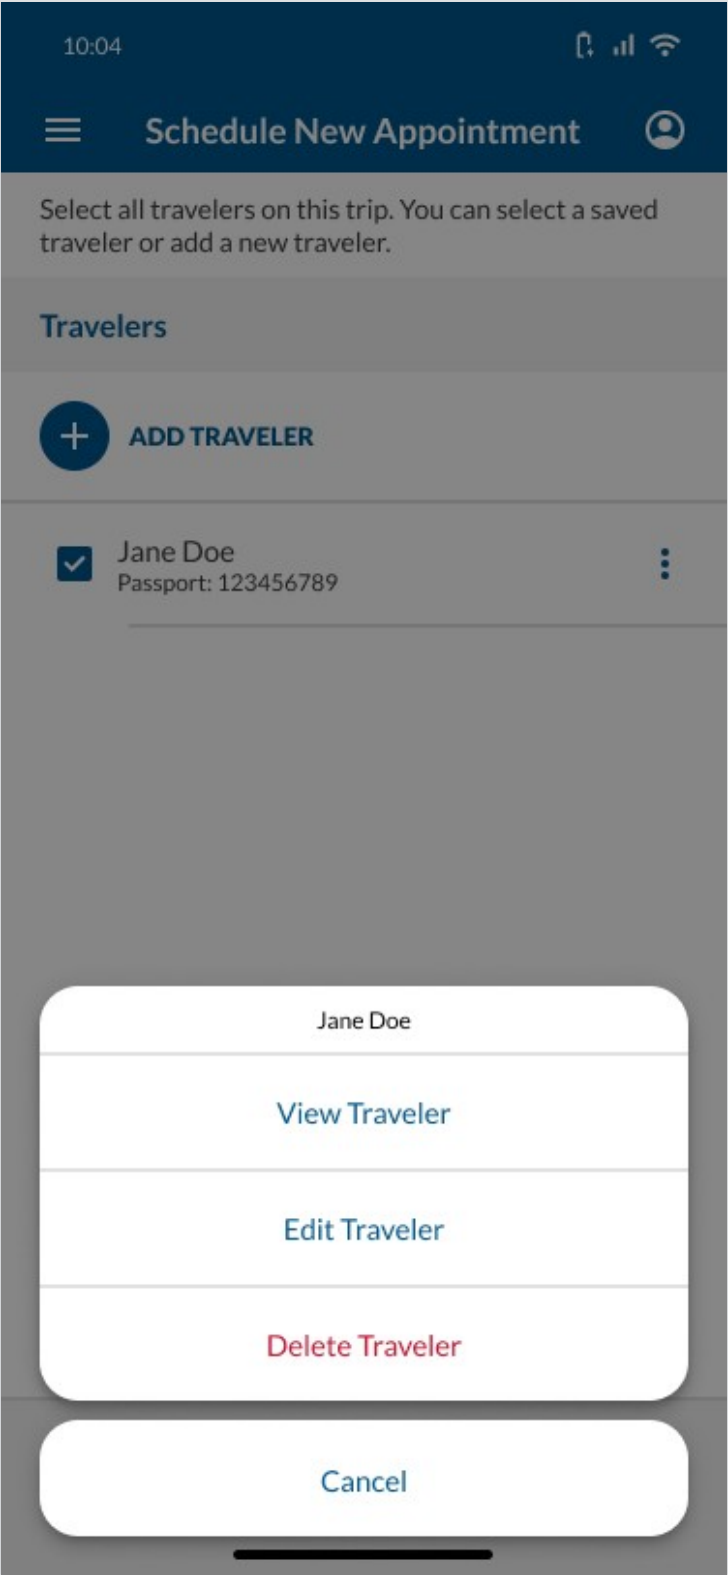 10:04
Schedule New Appointment
Select all travelers on this trip. You can select a saved
traveler or add a new traveler.
Travelers
ADD TRAVELER
Jane Doe
Passport: 123456789
Jane Doe
View Traveler
Edit Traveler
Delete Traveler
Cancel